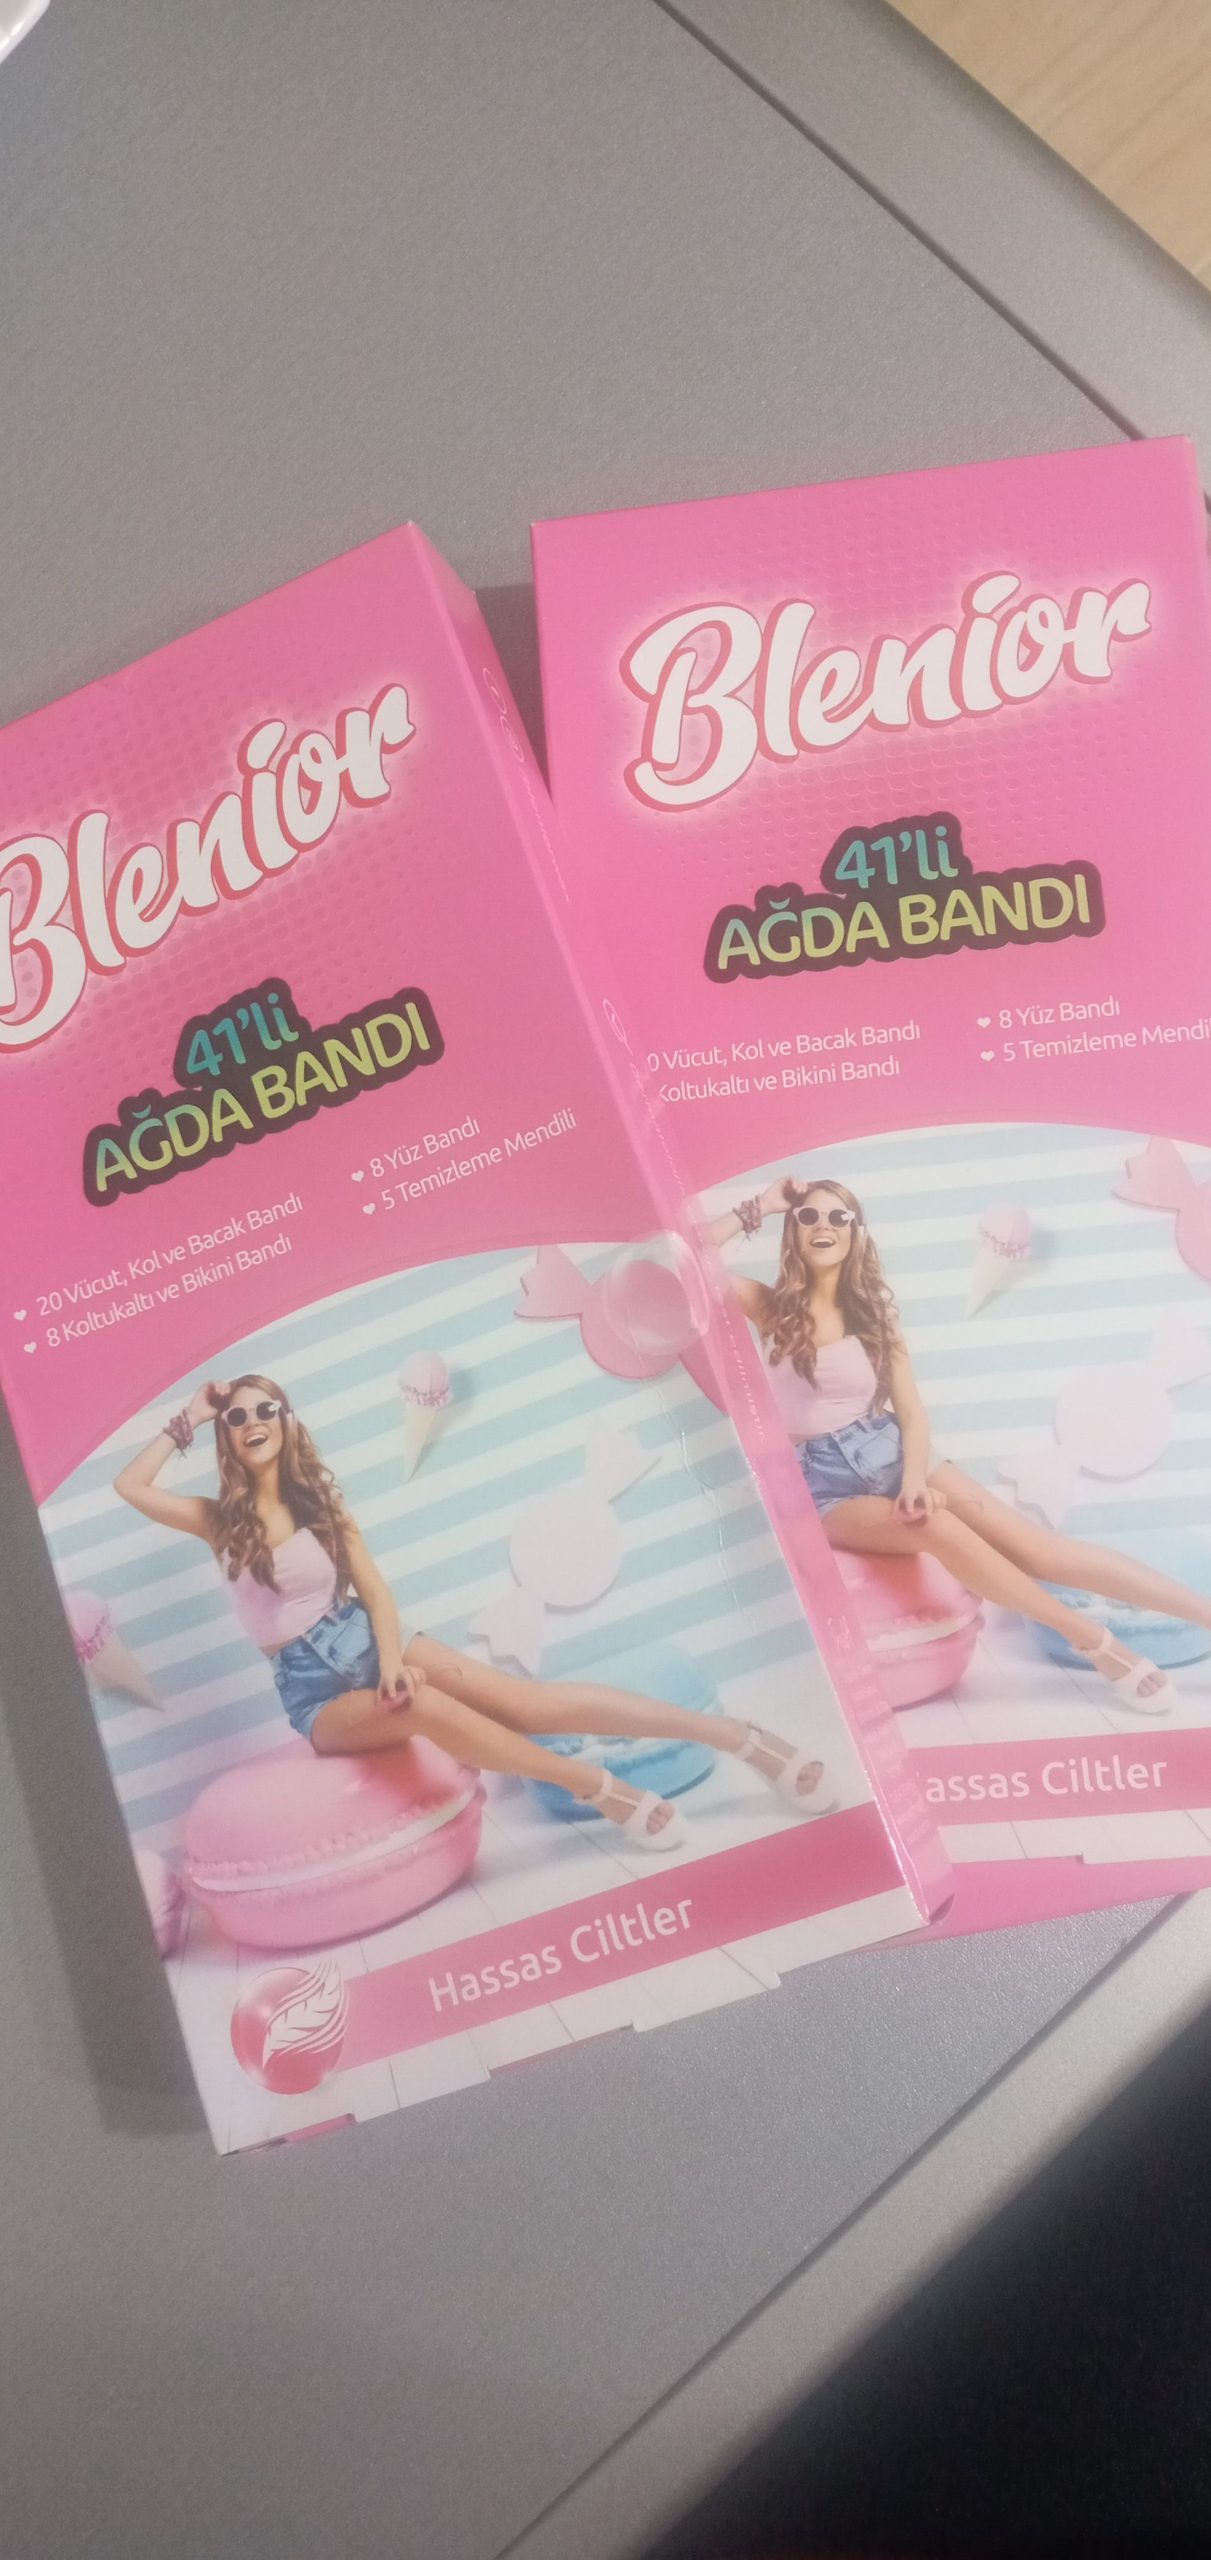 Blenior
41'li
AĞDA BANDI
20 Vücut, Kol ve Bacak Bandı
8 Koltukaltı ve Bikini Bandı
8 Yüz Bandı
5 Temizleme Mendili
Hassas Ciltler
Blenior
41'li
AĞDA BANDI
0 Vücut, Kol ve Bacak Bandı
Koltukaltı ve Bikini Bandı
8 Yüz Bandı
5 Temizleme Mendil
assas Ciltler